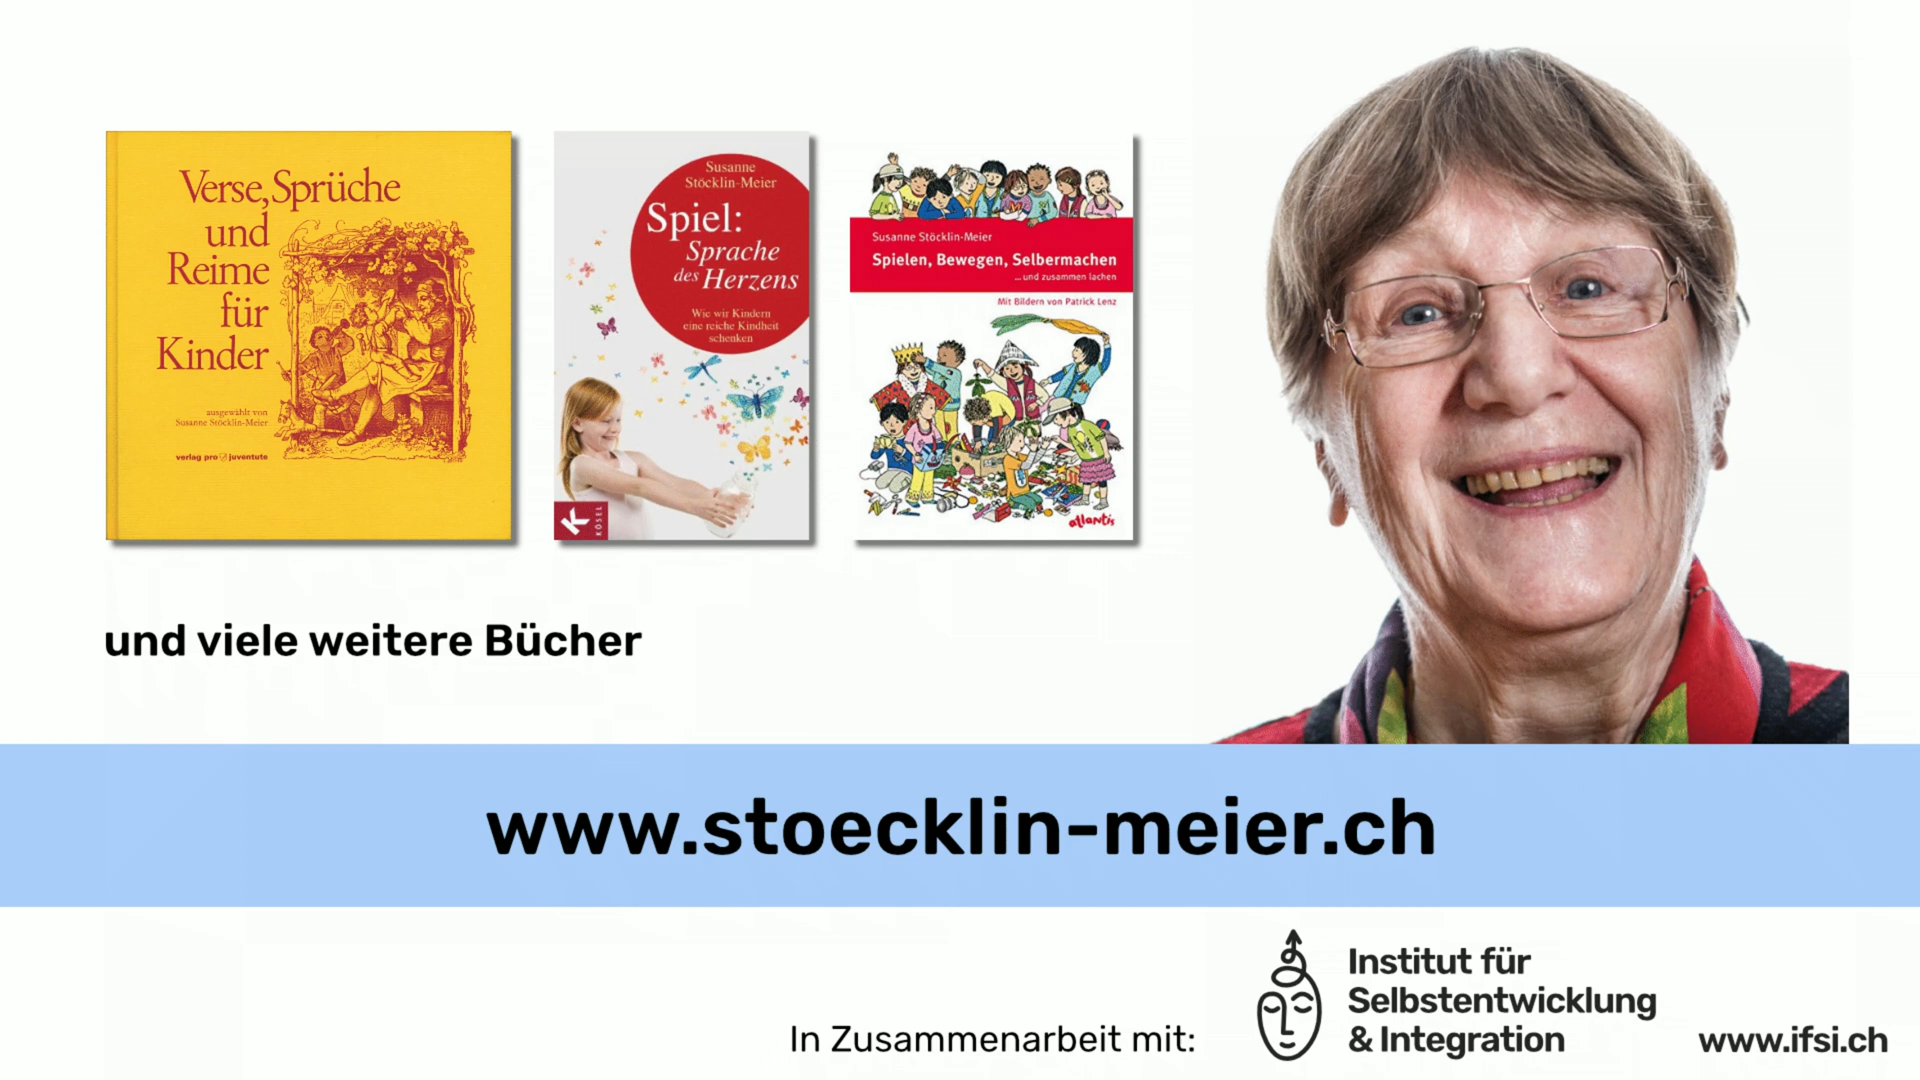 Verse, Sprüche
und
Reime
für
Kinder
ausgewählt von
Susanne Stöcklin-Meier
verlag pro juventute
Susanne
Stöcklin-Meier
Spiel:
Sprache
des Herzens
Wie wir Kindern
eine reiche Kindheit
schenken
KÖSEL
Susanne Stöcklin-Meier
Spielen, Bewegen, Selbermachen
... und zusammen lachen
Mit Bildern von Patrick Lenz
atlantis
und viele weitere Bücher
www.stoecklin-meier.ch
In Zusammenarbeit mit:
Institut für
Selbstentwicklung
& Integration
www.ifsi.ch